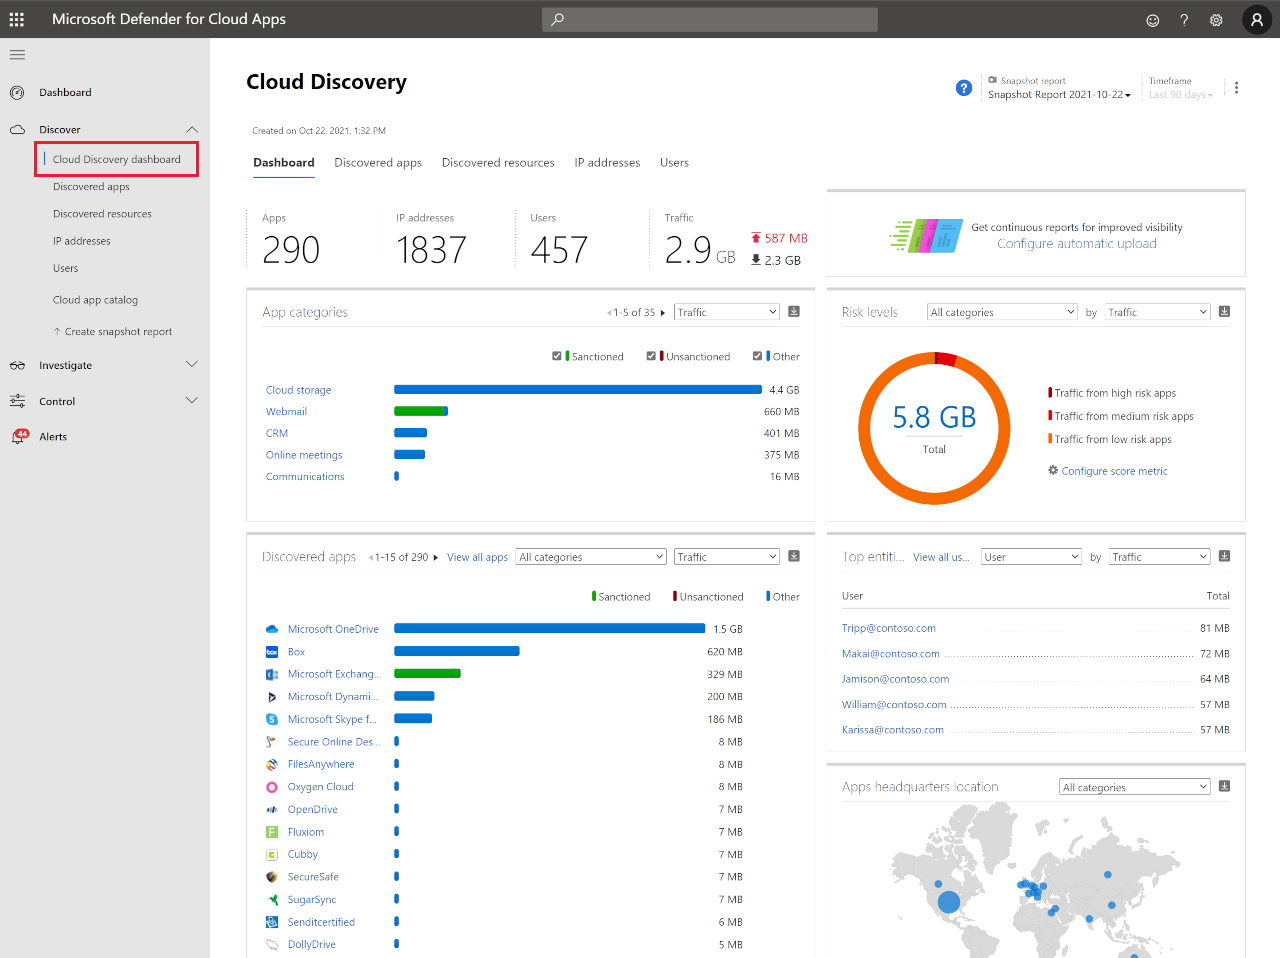 Microsoft Defender for Cloud Apps
Dashboard
Discover
Cloud Discovery dashboard
Discovered apps
Discovered resources
IP addresses
Users
Cloud app catalog
Create snapshot report
Investigate
Control
44
Alerts
Cloud Discovery
Snapshot report
Snapshot Report 2021-10-22
Timeframe
Last 90 days
Created on Oct 22, 2021, 1:32 PM
Dashboard Discovered apps Discovered resources IP addresses Users
Apps
290
IP addresses
1837
Users
457
Traffic
2.9 GB
587 MB
2.3 GB
Get continuous reports for improved visibility
Configure automatic upload
App categories 1-5 of 35 Traffic
Sanctioned Unsanctioned Other
Cloud storage 4.4 GB
Webmail 660 MB
CRM 401 MB
Online meetings 375 MB
Communications 16 MB
Risk levels All categories by Traffic
5.8 GB
Total
Traffic from high risk apps
Traffic from medium risk apps
Traffic from low risk apps
Configure score metric
Discovered apps 1-15 of 290 View all apps All categories Traffic
Sanctioned Unsanctioned Other
Microsoft OneDrive 1.5 GB
box Box 620 MB
Microsoft Exchang... 329 MB
Microsoft Dynami... 200 MB
Microsoft Skype f... 186 MB
Secure Online Des... 8 MB
FilesAnywhere 8 MB
Oxygen Cloud 8 MB
OpenDrive 7 MB
F Fluxiom 7 MB
Cubby 7 MB
SecureSafe 7 MB
SugarSync 7 MB
Senditcertified 6 MB
DollyDrive 5 MB
Top entiti... View all us... User by Traffic
User Total
Tripp@contoso.com 81 MB
Makai@contoso.com 72 MB
Jamison@contoso.com 64 MB
William@contoso.com 57 MB
Karissa@contoso.com 57 MB
Apps headquarters location All categories